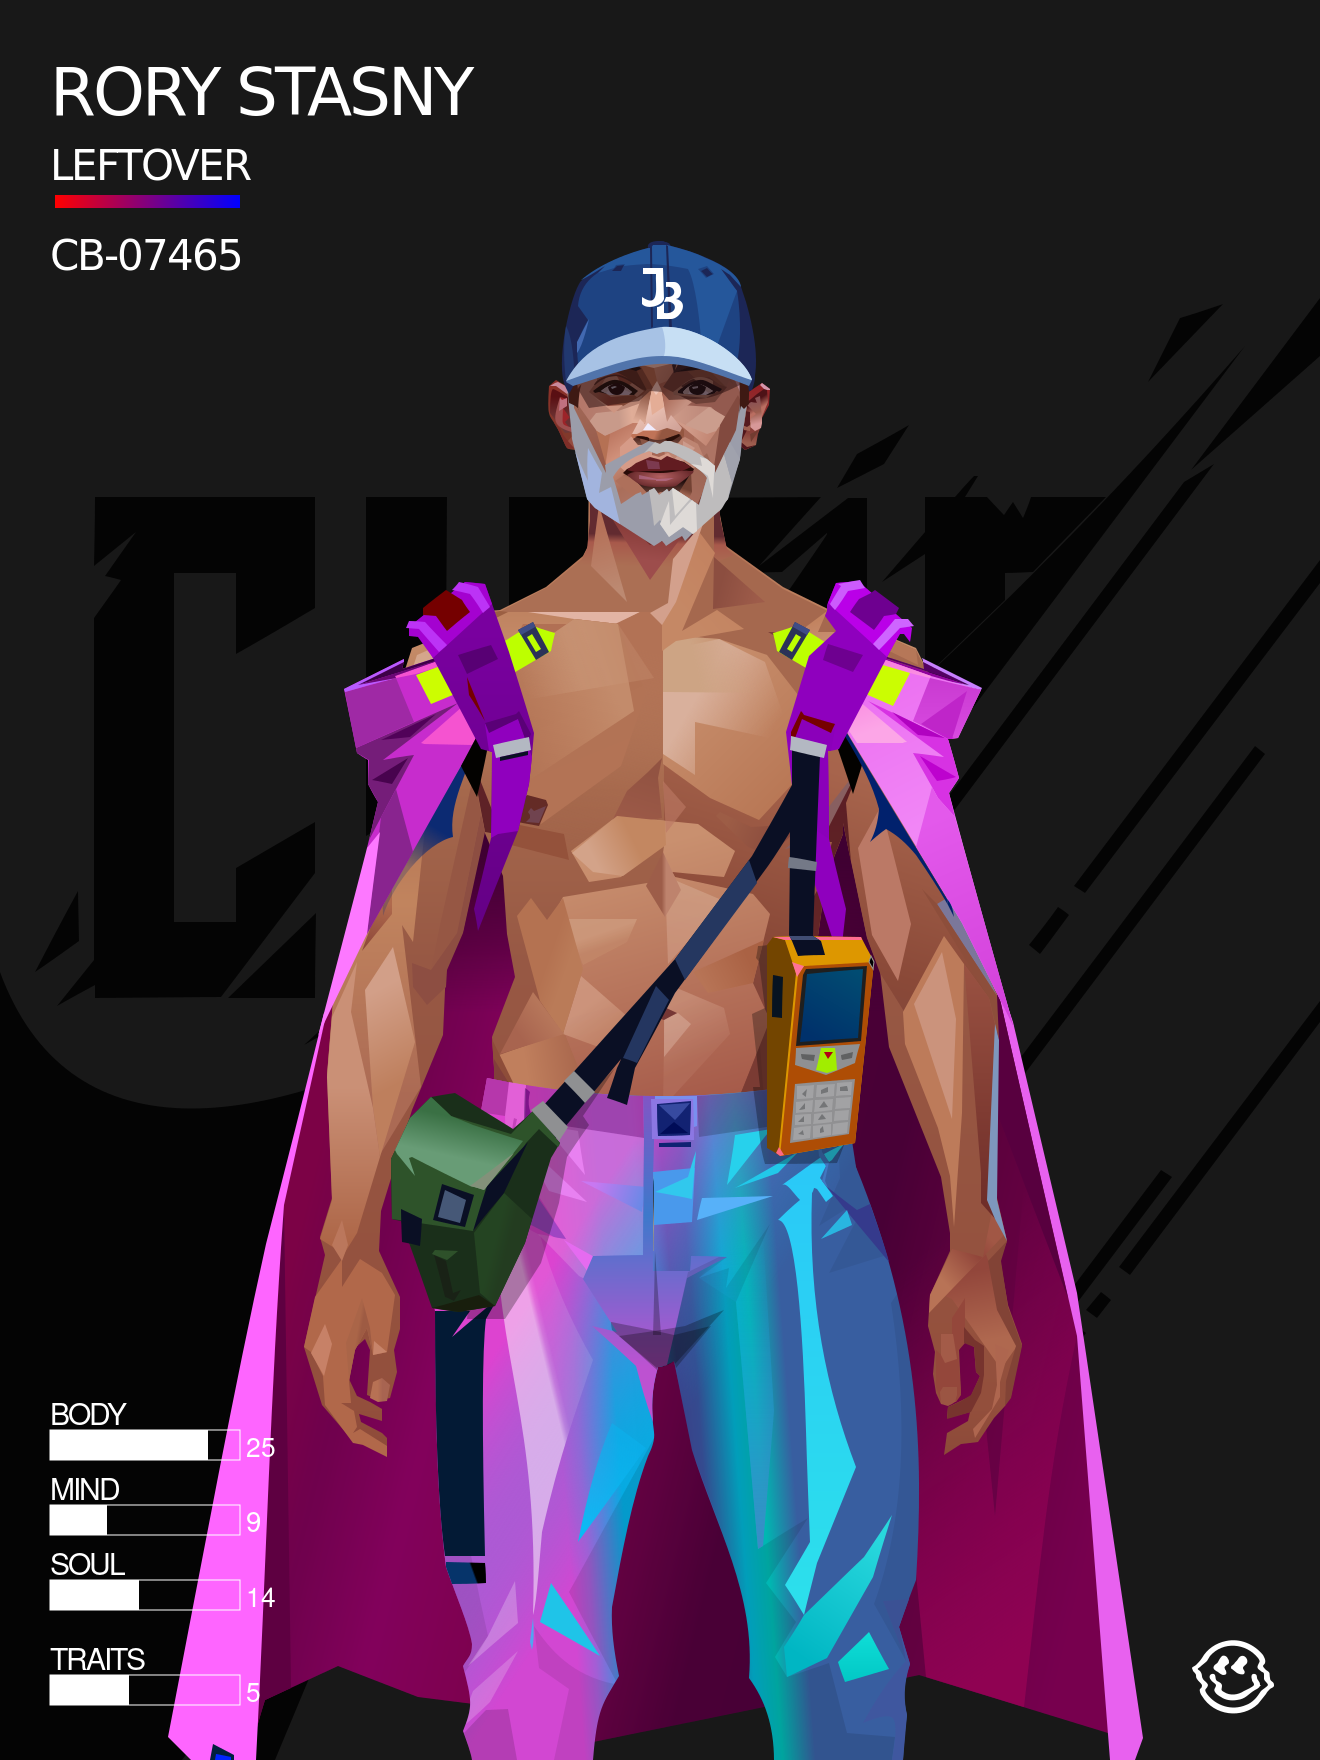 RORY STASNY
LEFTOVER
CB-07465
JB
BODY
25
MIND
9
SOUL
14
TRAITS
5